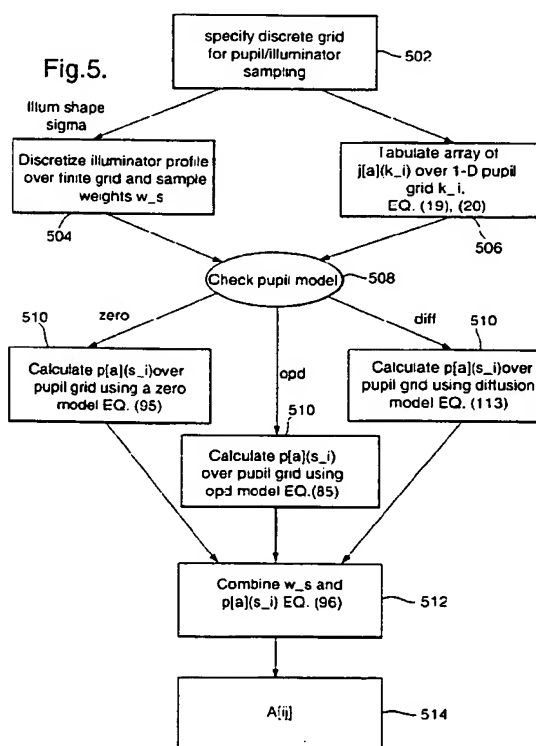 Fig.5.
specify discrete grid
for pupil/illuminator
sampling
502
Illum shape
sigma
Discretize illuminator profile
over finite grid and sample
weights w_s
504
Tabulate array of
j[a](k_i) over 1-D pupil
grid k_i,
EQ. (19), (20)
506
Check pupil model
508
zero
opd
diff
510
Calculate p[a](s_i)over
pupil grid using a zero
model EQ. (95)
510
Calculate p[a](s_i)
over pupil grid using
opd model EQ.(85)
510
Calculate p[a](s_i)over
pupil grid using diffusion
model EQ. (113)
Combine w_s and
p[a](s_i) EQ. (96)
512
A[ij]
514